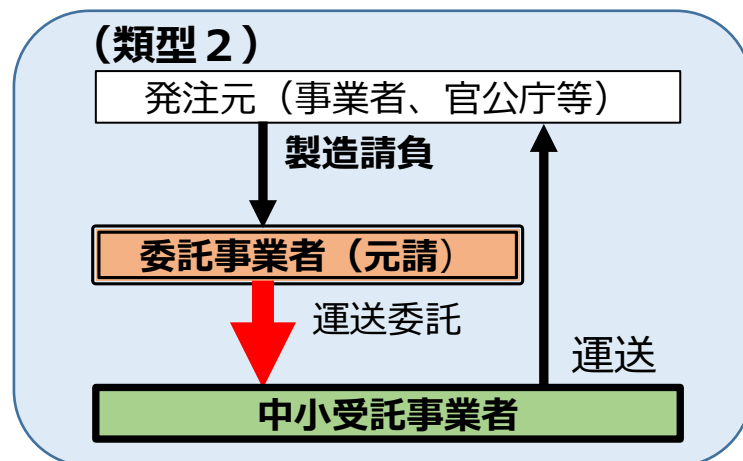 （類型２）
発注元（事業者、官公庁等）
製造請負
委託事業者（元請）
運送委託
運送
中小受託事業者